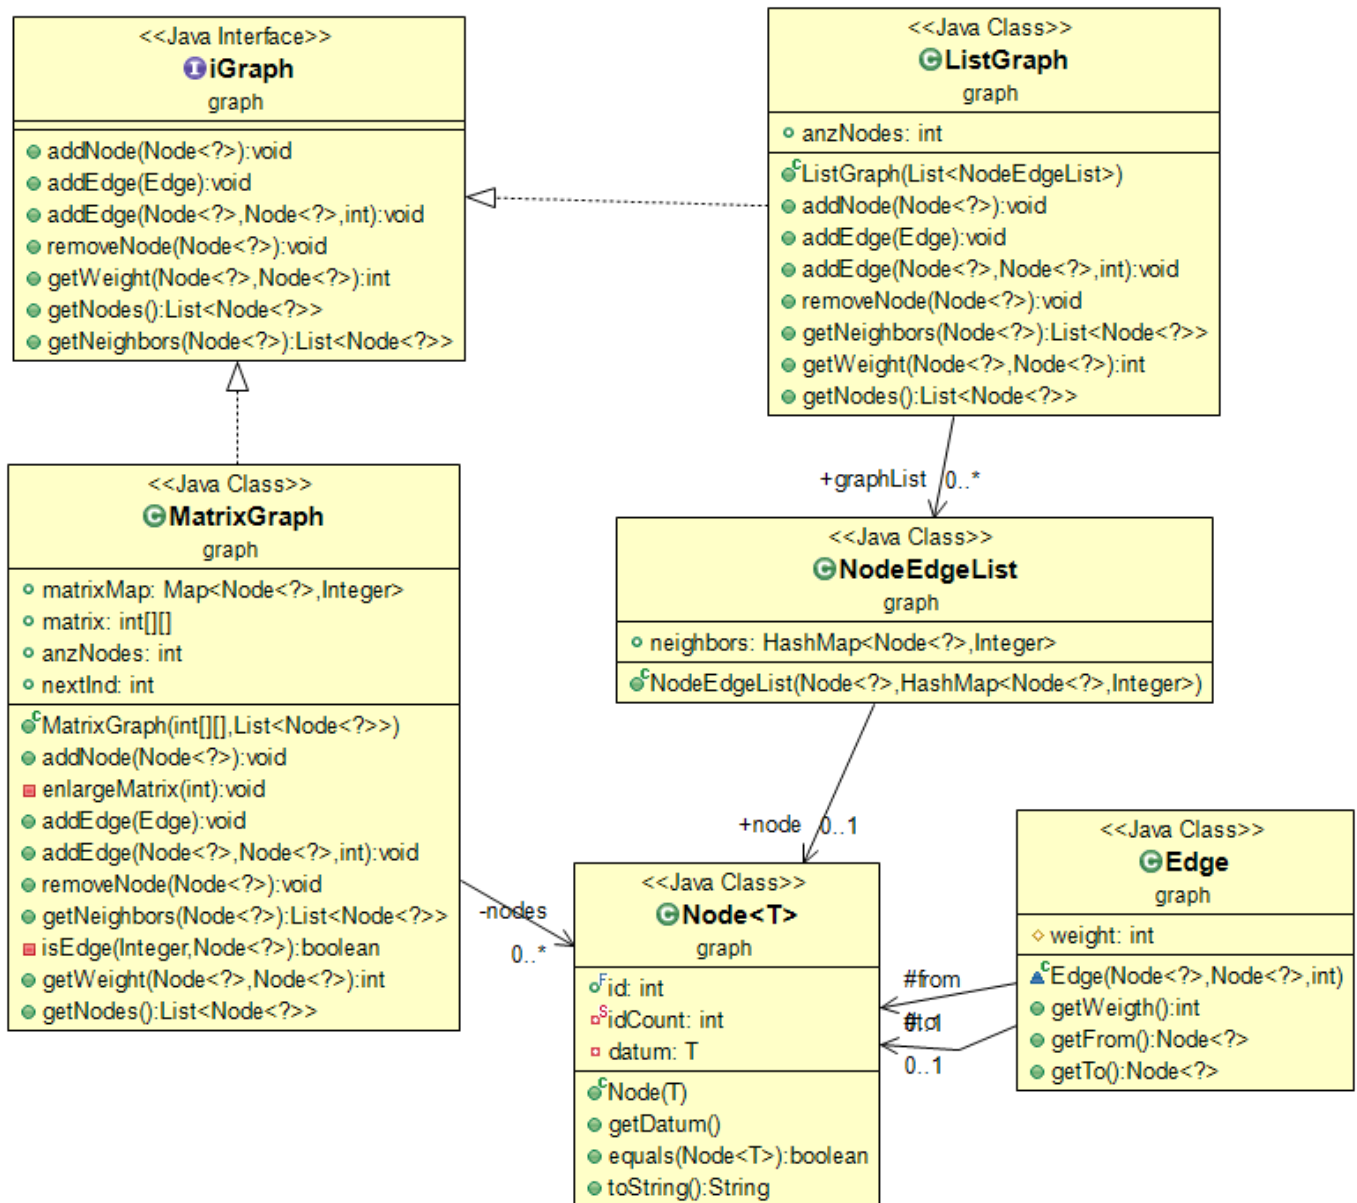 <<Java Interface>>
iGraph
graph
addNode(Node<?>):void
addEdge(Edge):void
addEdge(Node<?>,Node<?>,int):void
removeNode(Node<?>):void
getWeight(Node<?>,Node<?>):int
getNodes():List<Node<?>>
getNeighbors(Node<?>):List<Node<?>>
<<Java Class>>
ListGraph
graph
anzNodes: int
ListGraph(List<NodeEdgeList>)
addNode(Node<?>):void
addEdge(Edge):void
addEdge(Node<?>,Node<?>,int):void
removeNode(Node<?>):void
getNeighbors(Node<?>):List<Node<?>>
getWeight(Node<?>,Node<?>):int
getNodes():List<Node<?>>
+graphList 0..*
<<Java Class>>
MatrixGraph
graph
matrixMap: Map<Node<?>,Integer>
matrix: int[][]
anzNodes: int
nextInd: int
MatrixGraph(int[][],List<Node<?>>)
addNode(Node<?>):void
enlargeMatrix(int):void
addEdge(Edge):void
addEdge(Node<?>,Node<?>,int):void
removeNode(Node<?>):void
getNeighbors(Node<?>):List<Node<?>>
isEdge(Integer,Node<?>):boolean
getWeight(Node<?>,Node<?>):int
getNodes():List<Node<?>>
<<Java Class>>
NodeEdgeList
graph
neighbors: HashMap<Node<?>,Integer>
NodeEdgeList(Node<?>,HashMap<Node<?>,Integer>)
+node 0..1
-nodes
0..*
<<Java Class>>
Node<T>
graph
id: int
idCount: int
datum: T
Node(T)
getDatum()
equals(Node<T>):boolean
toString():String
#from
0..1
<<Java Class>>
Edge
graph
weight: int
Edge(Node<?>,Node<?>,int)
getWeigth():int
getFrom():Node<?>
getTo():Node<?>